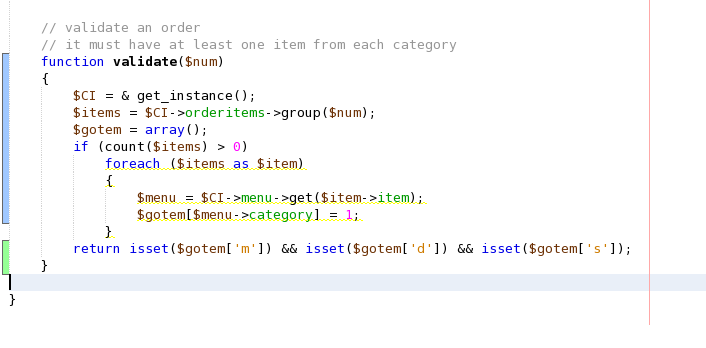 // validate an order
// it must have at least one item from each category
function validate($num)
{
$CI = & get_instance();
$items = $CI->orderitems->group($num);
$gotem = array();
if (count($items) > 0)
foreach ($items as $item)
{
$menu = $CI->menu->get($item->item);
$gotem[$menu->category] = 1;
}
return isset($gotem['m']) && isset($gotem['d']) && isset($gotem['s']);
}
}